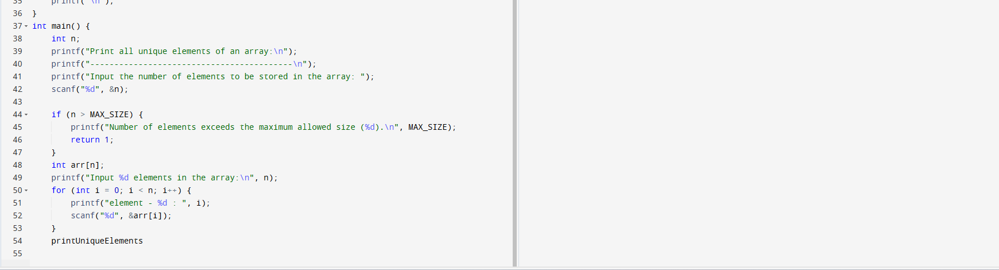 35     printf("\n");
36 }
37 int main() {
38     int n;
39     printf("Print all unique elements of an array:\n");
40     printf("------------------------------------------\n");
41     printf("Input the number of elements to be stored in the array: ");
42     scanf("%d", &n);
43
44     if (n > MAX_SIZE) {
45         printf("Number of elements exceeds the maximum allowed size (%d).\n", MAX_SIZE);
46         return 1;
47     }
48     int arr[n];
49     printf("Input %d elements in the array:\n", n);
50     for (int i = 0; i < n; i++) {
51         printf("element - %d : ", i);
52         scanf("%d", &arr[i]);
53     }
54     printUniqueElements
55